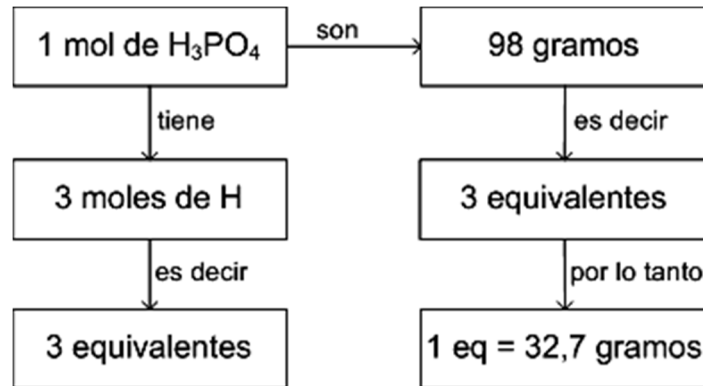 1 mol de H₃PO₄
son
98 gramos
tiene
es decir
3 moles de H
3 equivalentes
es decir
por lo tanto
3 equivalentes
1 eq = 32,7 gramos